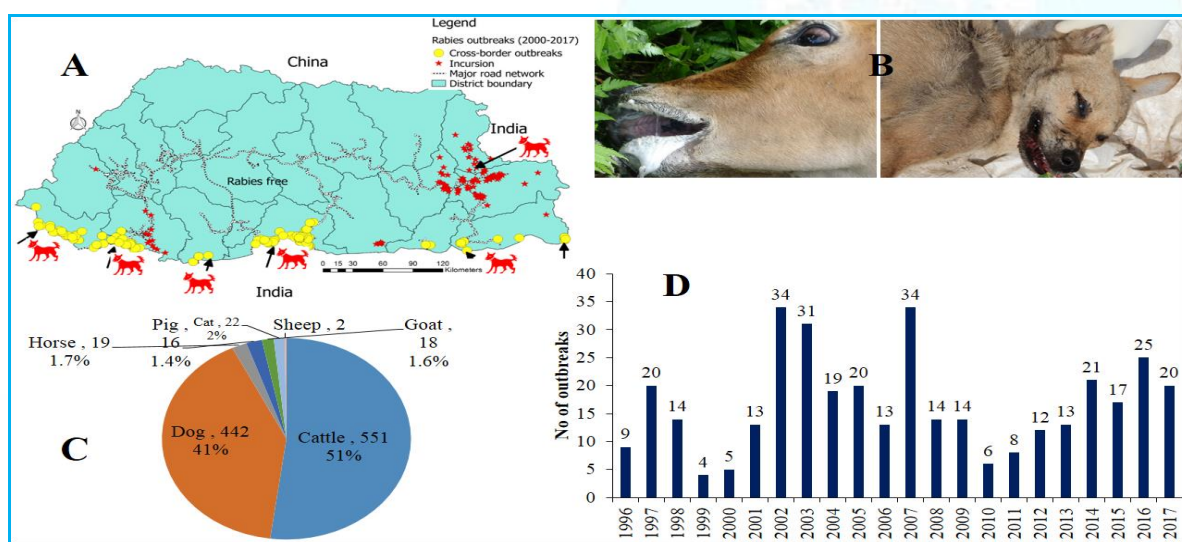 A
China
Legend
Rabies outbreaks (2000-2017)
Cross-border outbreaks
Incursion
Major road network
District boundary
N
India
Rabies free
0 15 30 60 90 120
Kilometers
India
B
Pig ,
16
1.4%
Cat , 22
2%
Sheep , 2
Goat ,
18
1.6%
Horse , 19
1.7%
Dog , 442
41%
Cattle , 551
51%
C
D
No of outbreaks
40
35
30
25
20
15
10
5
0
9
20
14
4
5
13
34
31
19
20
13
34
14
14
6
8
12
13
21
17
25
20
1996
1997
1998
1999
2000
2001
2002
2003
2004
2005
2006
2007
2008
2009
2010
2011
2012
2013
2014
2015
2016
2017